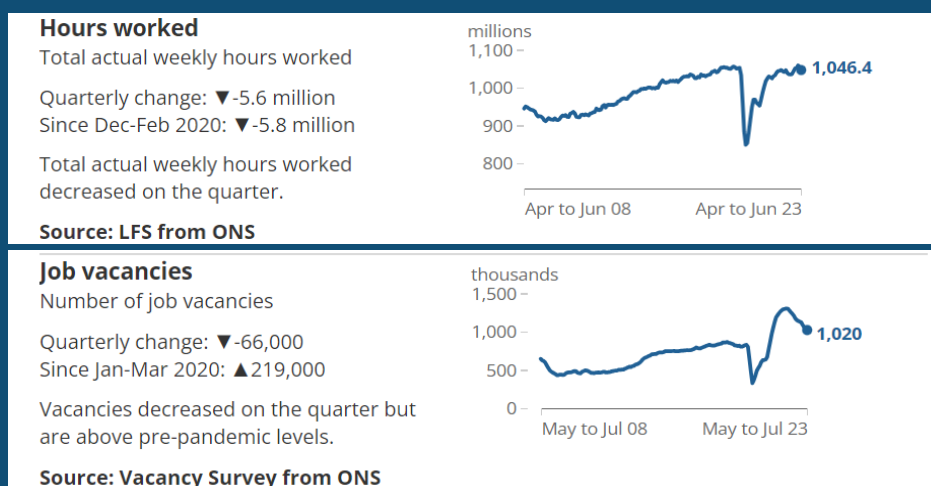 Hours worked
Total actual weekly hours worked
Quarterly change: ▼-5.6 million
Since Dec-Feb 2020: ▼-5.8 million
Total actual weekly hours worked
decreased on the quarter.
Source: LFS from ONS
millions
1,100
1,000
900
800
1,046.4
Apr to Jun 08
Apr to Jun 23
Job vacancies
Number of job vacancies
Quarterly change: ▼-66,000
Since Jan-Mar 2020: ▲219,000
Vacancies decreased on the quarter but
are above pre-pandemic levels.
Source: Vacancy Survey from ONS
thousands
1,500
1,000
500
0
1,020
May to Jul 08
May to Jul 23